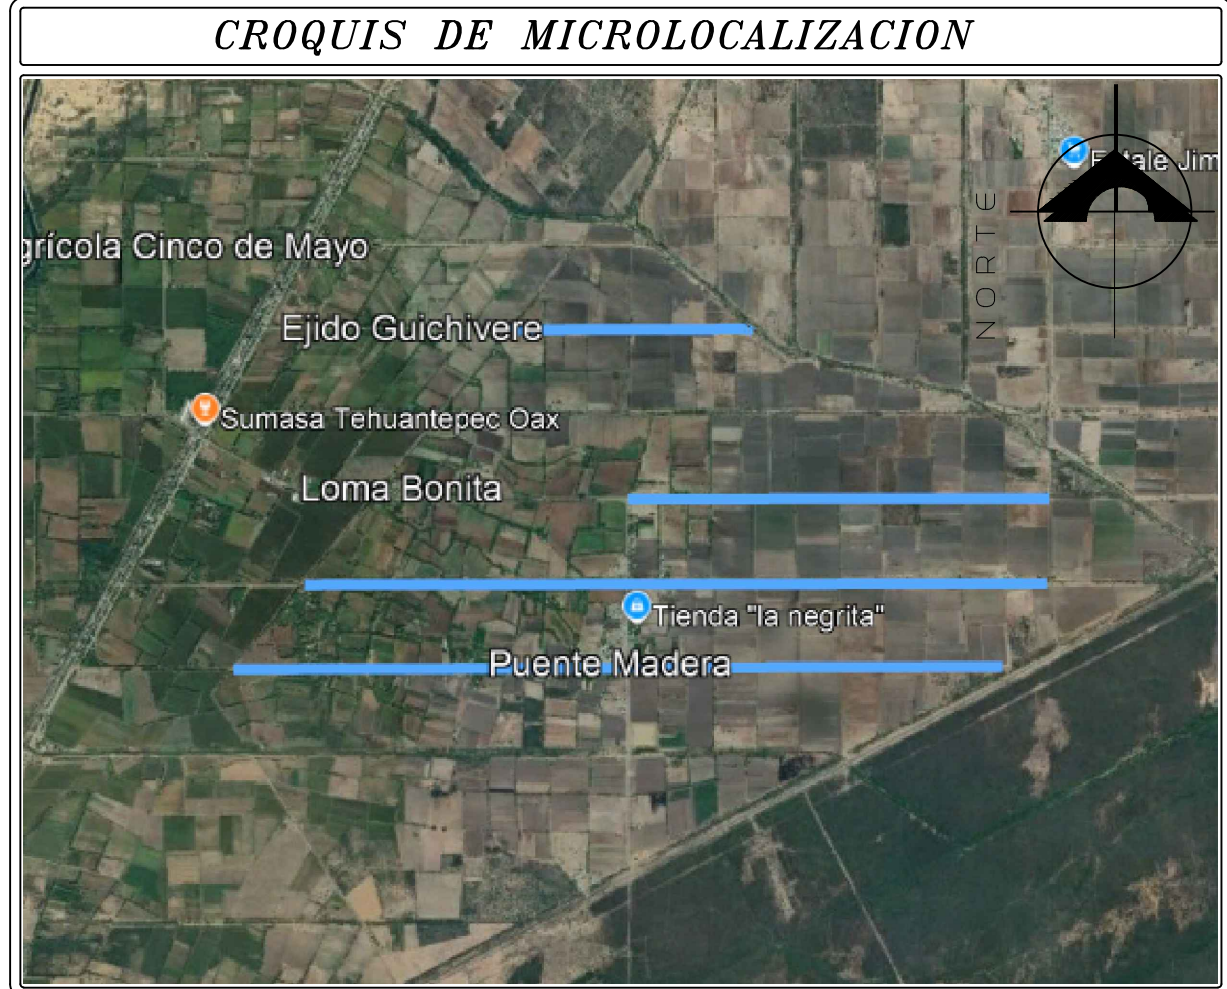 CROQUIS DE MICROLOCALIZACION
Jim
NORTE
grícola Cinco de Mayo
Ejido Guichivere
Sumasa Tehuantepec Oax
Loma Bonita
Tienda "la negrita"
Puente Madera